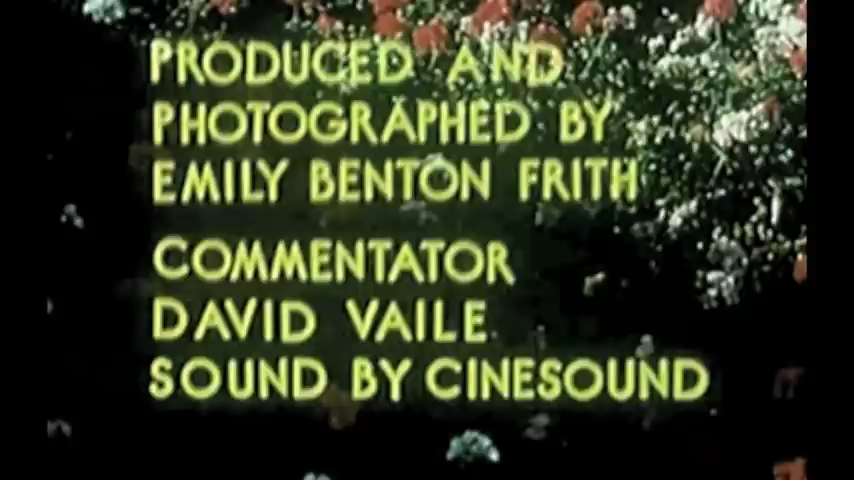 PRODUCED AND
PHOTOGRAPHED BY
EMILY BENTON FRITH
COMMENTATOR
DAVID VAILE
SOUND BY CINESOUND